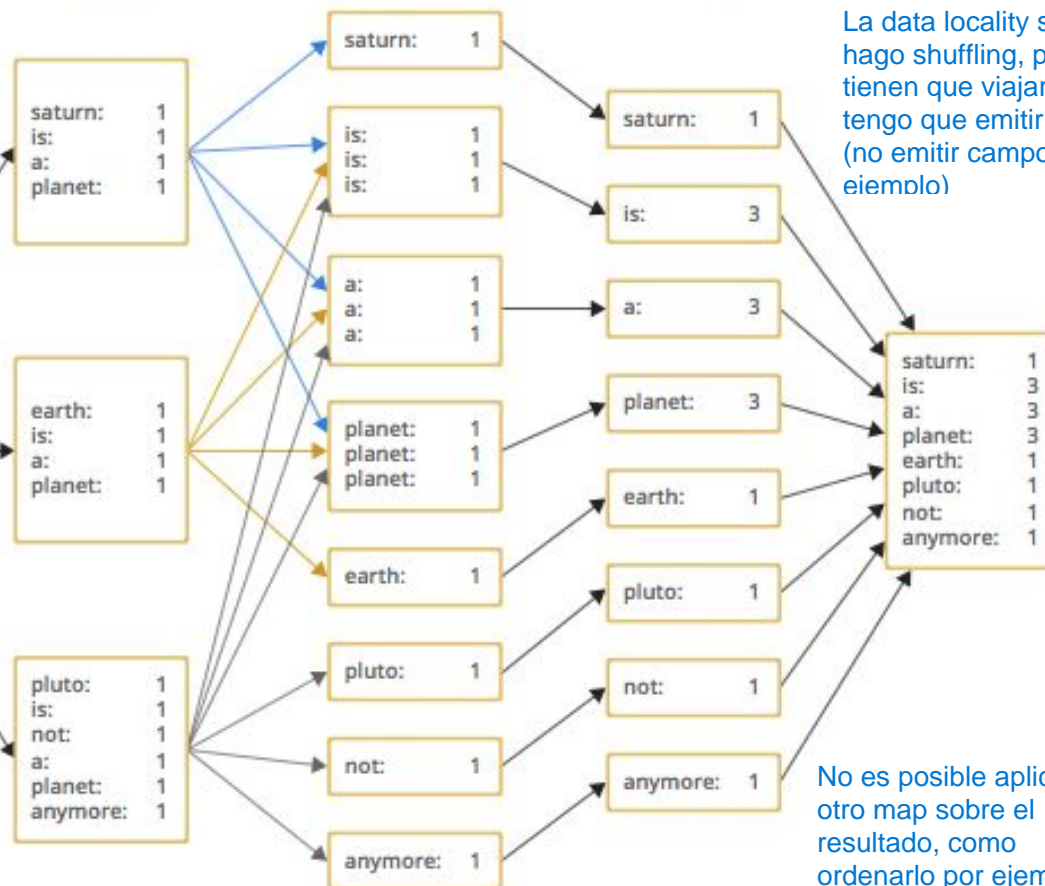 saturn: 1
is: 1
a: 1
planet: 1
earth: 1
is: 1
a: 1
planet: 1
pluto: 1
is: 1
not: 1
a: 1
planet: 1
anymore: 1
saturn: 1
is: 1
is: 1
is: 1
a: 1
a: 1
a: 1
planet: 1
planet: 1
planet: 1
earth: 1
pluto: 1
not: 1
anymore: 1
saturn: 1
is: 3
a: 3
planet: 3
earth: 1
pluto: 1
not: 1
anymore: 1
La data locality
hago shuffling,
tienen que viajar
tengo que emitir
(no emitir campo
ejemplo)
saturn: 1
is: 3
a: 3
planet: 3
earth: 1
pluto: 1
not: 1
anymore: 1
No es posible
otro map sobre el
resultado, como
ordenarlo por